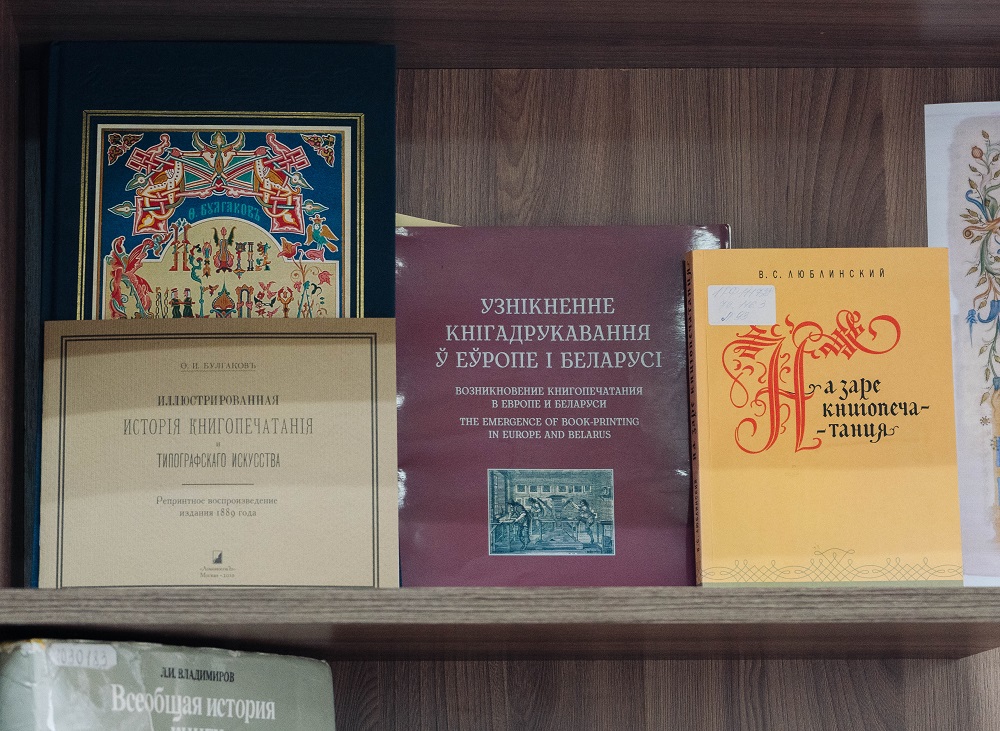 Ѳ. БУЛГАКОВЪ
О. И. БУЛГАКОВЪ
ИЛЛЮСТРИРОВАННАЯ
ИСТОРІЯ КНИГОПЕЧАТАНІЯ
И
ТИПОГРАФСКАГО ИСКУССТВА
Репринтное воспроизведение
издания 1889 года
УЗНІКНЕННЕ
КНІГАДРУКАВАННЯ
Ў ЕЎРОПЕ І БЕЛАРУСІ
ВОЗНИКНОВЕНИЕ КНИГОПЕЧАТАНИЯ
В ЕВРОПЕ И БЕЛАРУСИ
THE EMERGENCE OF BOOK-PRINTING
IN EUROPE AND BELARUS
В. С. ЛЮБЛИНСКИЙ
На заре
книгопеча-
-тания
1030183
Л.И. ВЛАДИМИРОВ
Всеобщая история